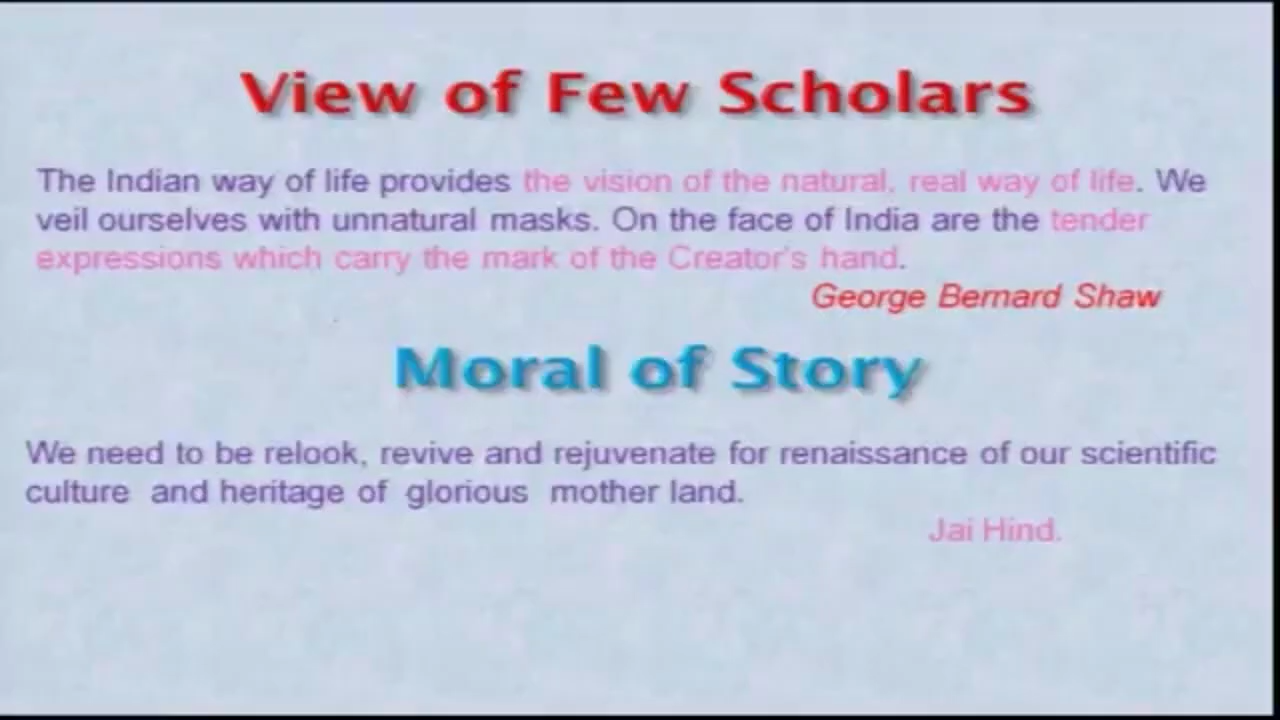 View of Few Scholars
The Indian way of life provides the vision of the natural, real way of life. We
veil ourselves with unnatural masks. On the face of India are the tender
expressions which carry the mark of the Creator's hand.
George Bernard Shaw
Moral of Story
We need to be relook, revive and rejuvenate for renaissance of our scientific
culture and heritage of glorious mother land.
Jai Hind.